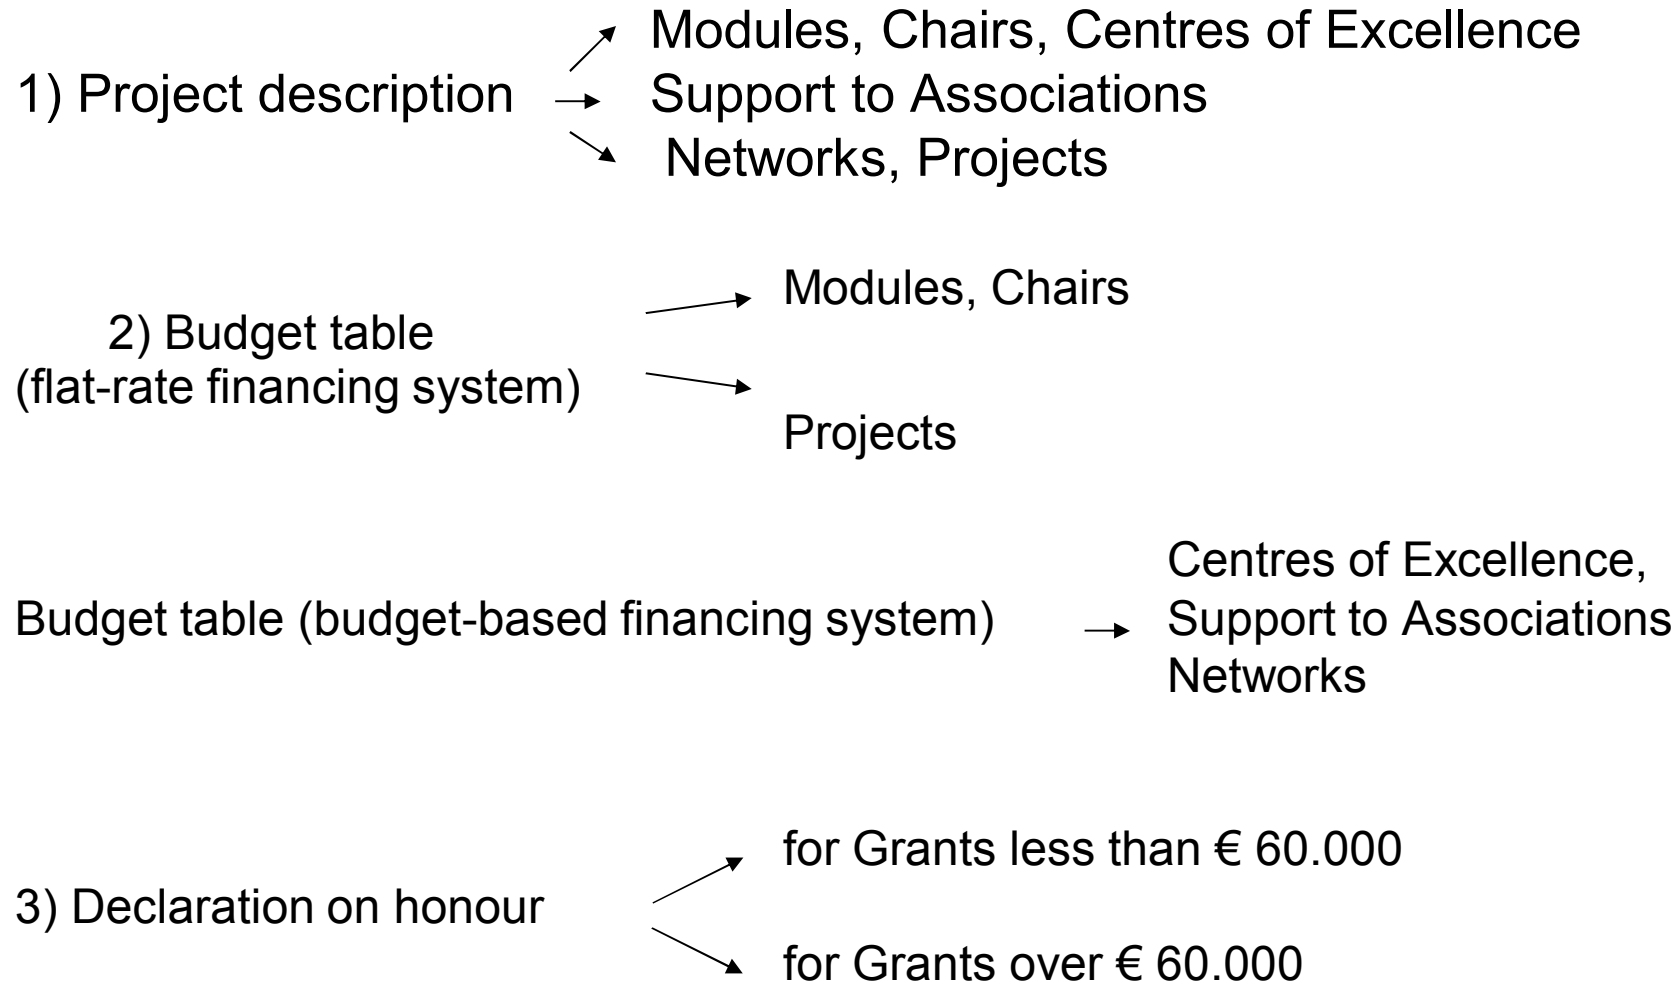 Modules, Chairs, Centres of Excellence
1) Project description
Support to Associations
Networks, Projects
Modules, Chairs
2) Budget table
(flat-rate financing system)
Projects
Centres of Excellence,
Budget table (budget-based financing system)
Support to Associations
Networks
for Grants less than € 60.000
3) Declaration on honour
for Grants over € 60.000